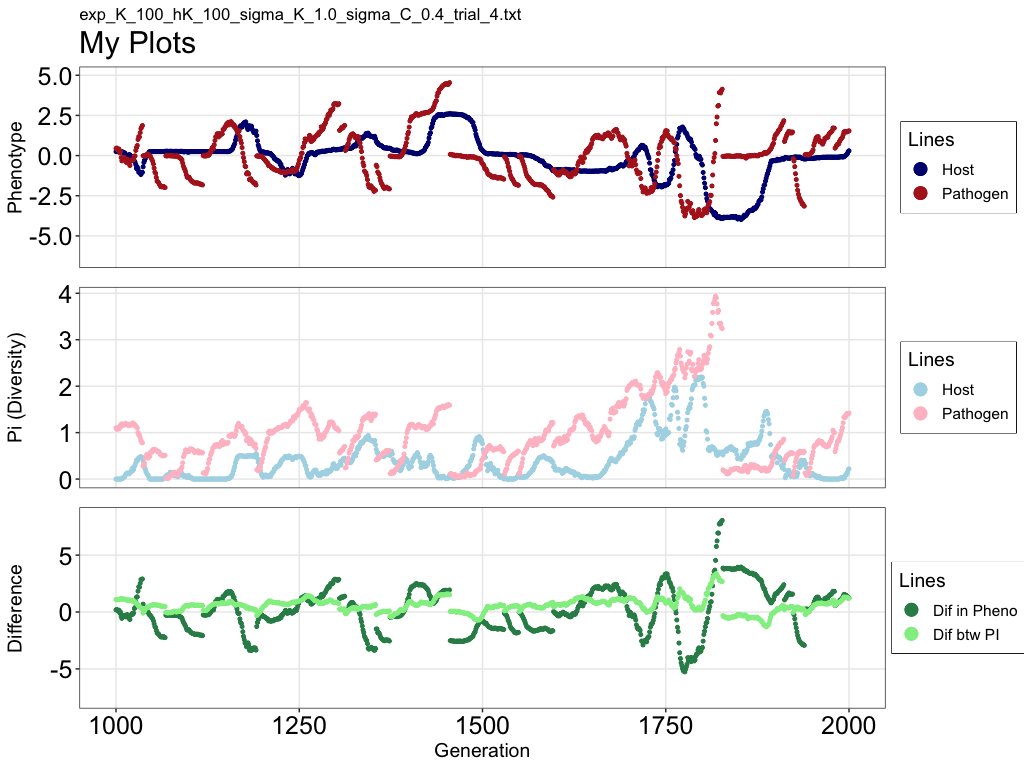 exp_K_100_hK_100_sigma_K_1.0_sigma_C_0.4_trial_4.txt
My Plots
Phenotype
5.0
2.5
0.0
-2.5
-5.0
Lines
Host
Pathogen
Pi (Diversity)
4
3
2
1
0
Lines
Host
Pathogen
Difference
5
0
-5
Lines
Dif in Pheno
Dif btw PI
1000 1250 1500 1750 2000
Generation